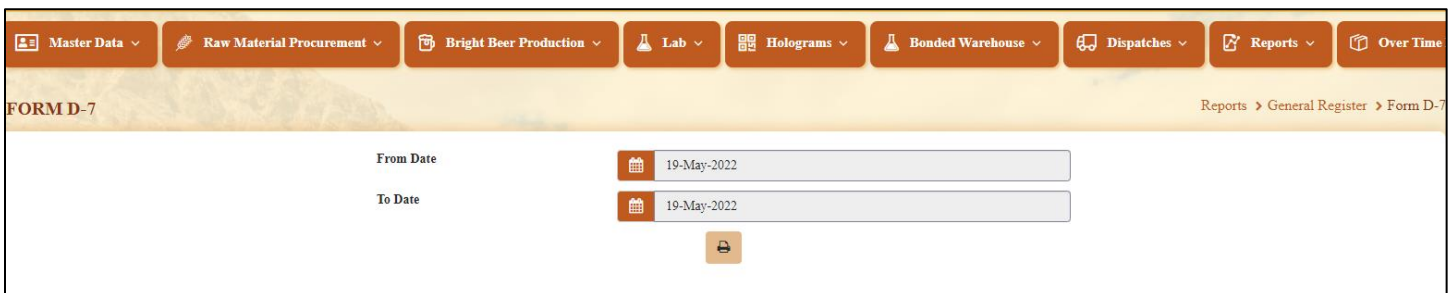 Master Data Raw Material Procurement Bright Beer Production Lab Holograms Bonded Warehouse Dispatches Reports Over Time
FORM D-7 Reports > General Register > Form D-7
From Date 19-May-2022
To Date 19-May-2022